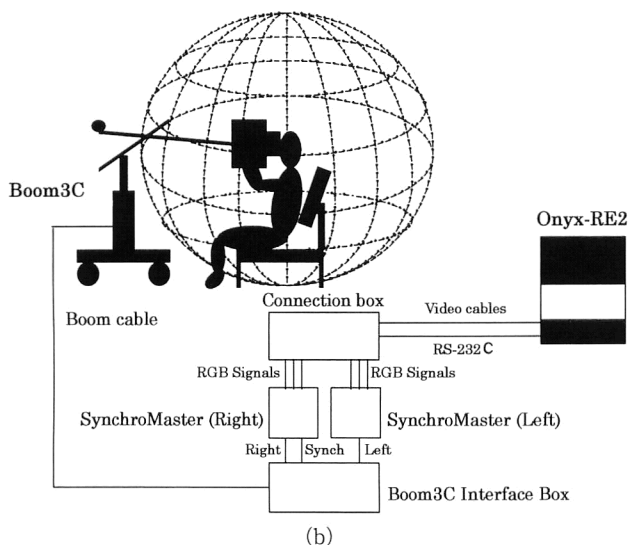 Boom3C
Onyx-RE2
Boom cable
Connection box
Video cables
RS-232C
RGB Signals
RGB Signals
SynchroMaster (Right)
SynchroMaster (Left)
Right
Synch
Left
Boom3C Interface Box
(b)